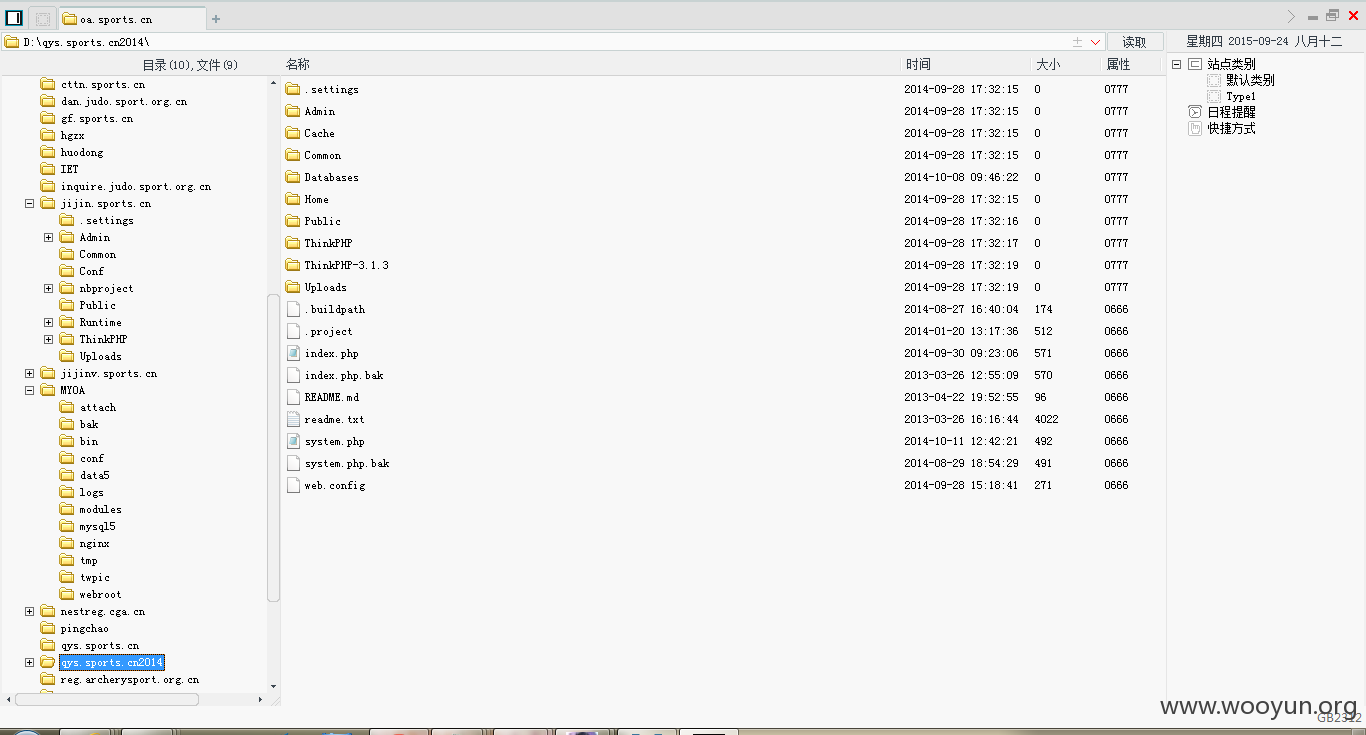 oa.sports.cn
D:\qys.sports.cn2014\
读取
星期四 2015-09-24 八月十二
目录(10),文件(9)
名称 时间 大小 属性
cttn.sports.cn
dan.judo.sport.org.cn
gf.sports.cn
hgzx
huodong
IET
inquire.judo.sport.org.cn
jijin.sports.cn
.settings
Admin
Common
Conf
nbproject
Public
Runtime
ThinkPHP
Uploads
jijinv.sports.cn
MYOA
attach
bak
bin
conf
data5
logs
modules
mysql5
nginx
tmp
twpic
webroot
nestreg.cga.cn
pingchao
qys.sports.cn
qys.sports.cn2014
reg.archerysport.org.cn
.settings 2014-09-28 17:32:15 0 0777
Admin 2014-09-28 17:32:15 0 0777
Cache 2014-09-28 17:32:15 0 0777
Common 2014-09-28 17:32:15 0 0777
Databases 2014-10-08 09:46:22 0 0777
Home 2014-09-28 17:32:15 0 0777
Public 2014-09-28 17:32:16 0 0777
ThinkPHP 2014-09-28 17:32:17 0 0777
ThinkPHP-3.1.3 2014-09-28 17:32:19 0 0777
Uploads 2014-09-28 17:32:19 0 0777
.buildpath 2014-08-27 16:40:04 174 0666
.project 2014-01-20 13:17:36 512 0666
index.php 2014-09-30 09:23:06 571 0666
index.php.bak 2013-03-26 12:55:09 570 0666
README.md 2013-04-22 19:52:55 96 0666
readme.txt 2013-03-26 16:16:44 4022 0666
system.php 2014-10-11 12:42:21 492 0666
system.php.bak 2014-08-29 18:54:29 491 0666
web.config 2014-09-28 15:18:41 271 0666
站点类别
默认类别
Type1
日程提醒
快捷方式
www.wooyun.org
GB2312